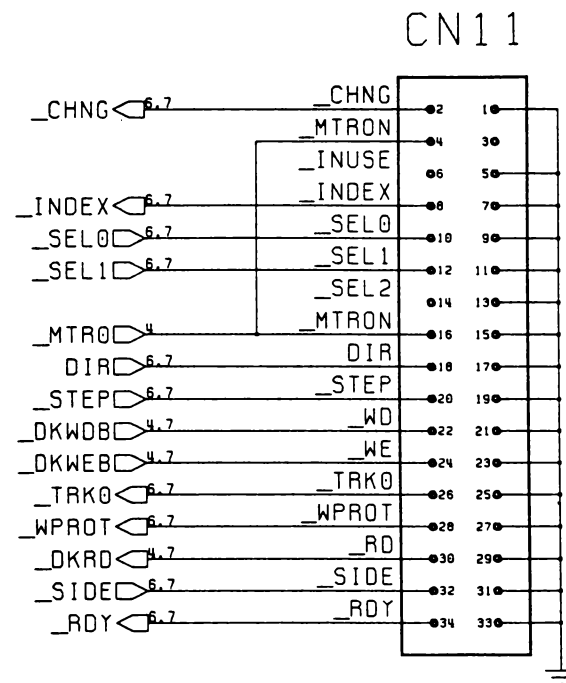 CN11
_CHNG 6.7 _CHNG 2 1
_MTRON 4 3
_INUSE 6 5
_INDEX 6.7 _INDEX 8 7
_SEL0 6.7 _SEL0 10 9
_SEL1 6.7 _SEL1 12 11
_SEL2 14 13
_MTR0 4 _MTRON 16 15
DIR 6.7 DIR 18 17
_STEP 6.7 _STEP 20 19
_DKWDB 4.7 _WD 22 21
_DKWEB 4.7 _WE 24 23
_TRK0 6.7 _TRK0 26 25
_WPROT 6.7 _WPROT 28 27
_DKRD 4.7 _RD 30 29
_SIDE 6.7 _SIDE 32 31
_RDY 6.7 _RDY 34 33